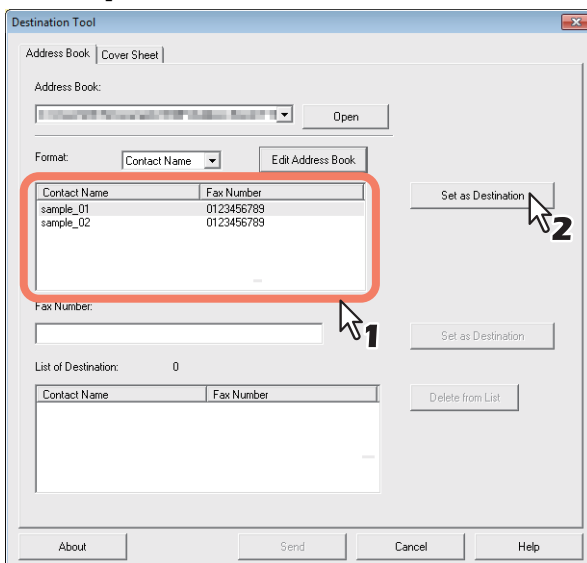 Destination Tool
Address Book Cover Sheet
Address Book:
Open
Format: Contact Name Edit Address Book
Contact Name Fax Number
sample_01 0123456789
sample_02 0123456789
Set as Destination
2
1
Fax Number:
Set as Destination
List of Destination: 0
Contact Name Fax Number
Delete from List
About Send Cancel Help